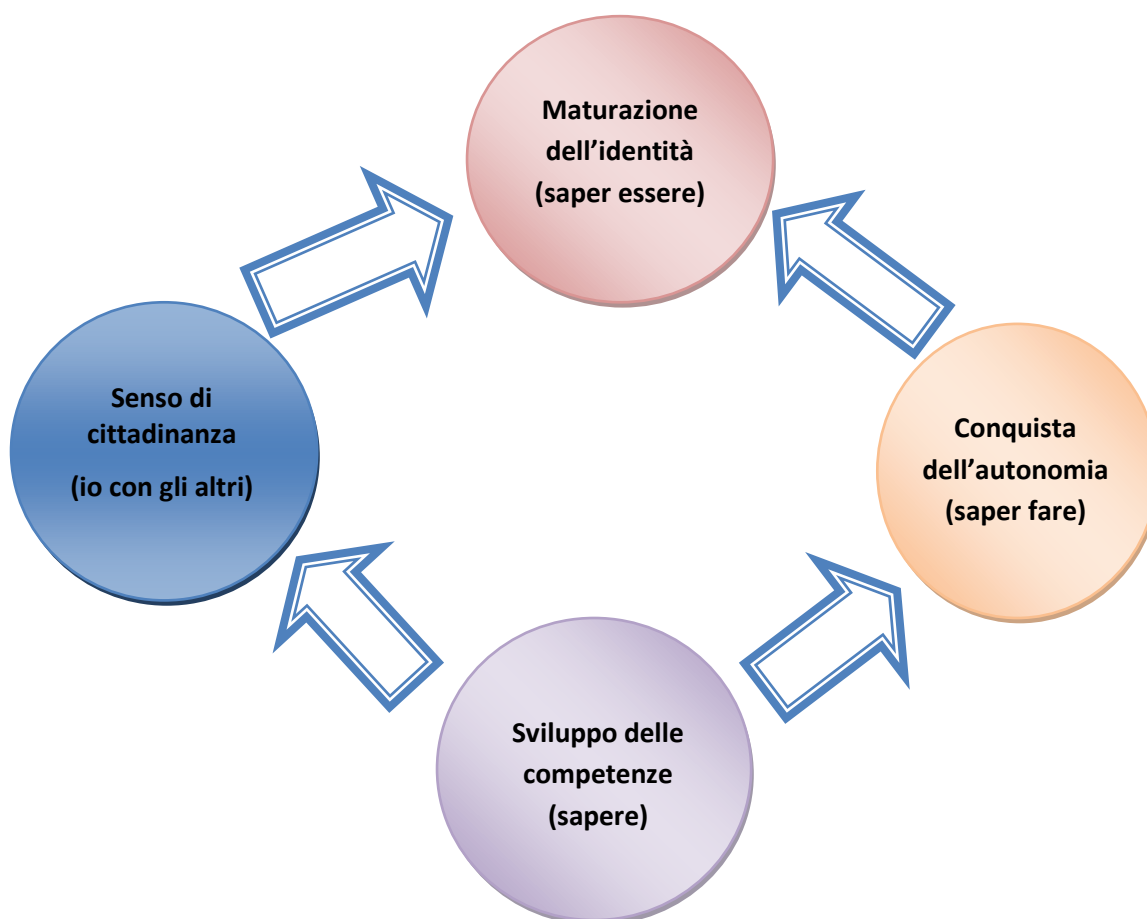 Maturazione
dell’identità
(saper essere)
Senso di
cittadinanza
(io con gli altri)
Conquista
dell’autonomia
(saper fare)
Sviluppo delle
competenze
(sapere)